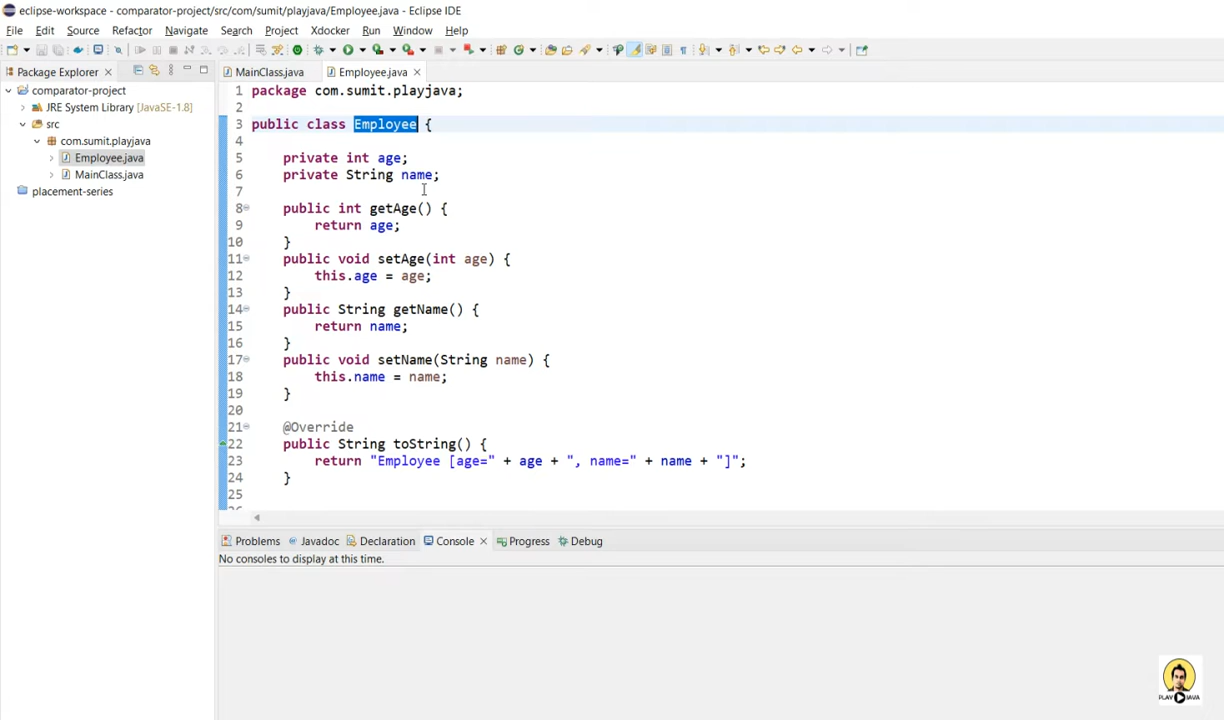 eclipse-workspace - comparator-project/src/com/sumit/playjava/Employee.java - Eclipse IDE
File Edit Source Refactor Navigate Search Project Xdocker Run Window Help
Package Explorer
MainClass.java Employee.java
comparator-project
JRE System Library [JavaSE-1.8]
src
com.sumit.playjava
Employee.java
MainClass.java
placement-series
1 package com.sumit.playjava;
2
3 public class Employee {
4
5 private int age;
6 private String name;
7
8 public int getAge() {
9 return age;
10 }
11 public void setAge(int age) {
12 this.age = age;
13 }
14 public String getName() {
15 return name;
16 }
17 public void setName(String name) {
18 this.name = name;
19 }
20
21 @Override
22 public String toString() {
23 return "Employee [age=" + age + ", name=" + name + "]";
24 }
25
Problems Javadoc Declaration Console Progress Debug
No consoles to display at this time.
PLAY JAVA